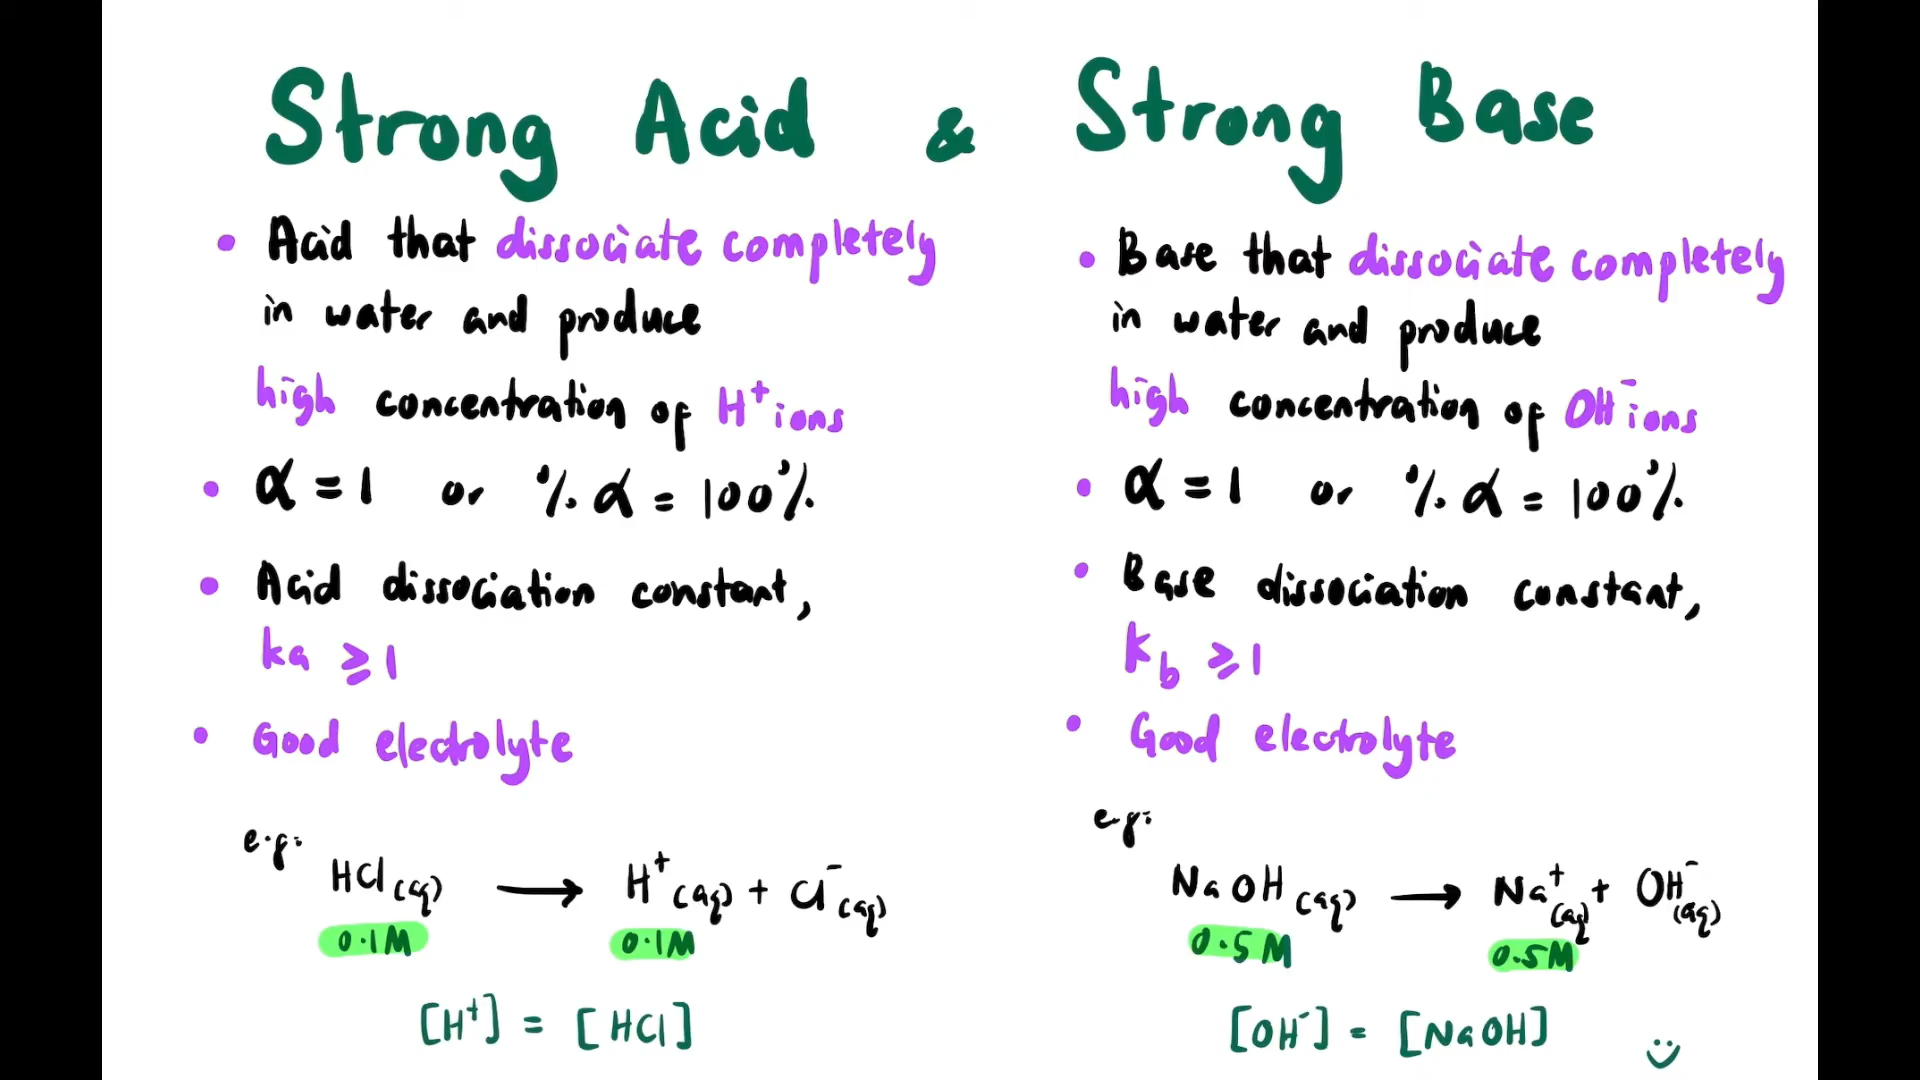 Strong Acid & Strong Base
• Acid that dissociate completely
in water and produce
high concentration of H⁺ ions
• α = 1 or % α = 100%
• Acid dissociation constant,
ka ≥ 1
• Good electrolyte
e.g:
HCl (aq) → H⁺ (aq) + Cl⁻ (aq)
0.1M 0.1M
[H⁺] = [HCl]
• Base that dissociate completely
in water and produce
high concentration of OH⁻ ions
• α = 1 or % α = 100%
• Base dissociation constant,
K_b ≥ 1
• Good electrolyte
e.g:
NaOH (aq) → Na⁺ (aq) + OH⁻ (aq)
0.5M 0.5M
[OH⁻] = [NaOH]